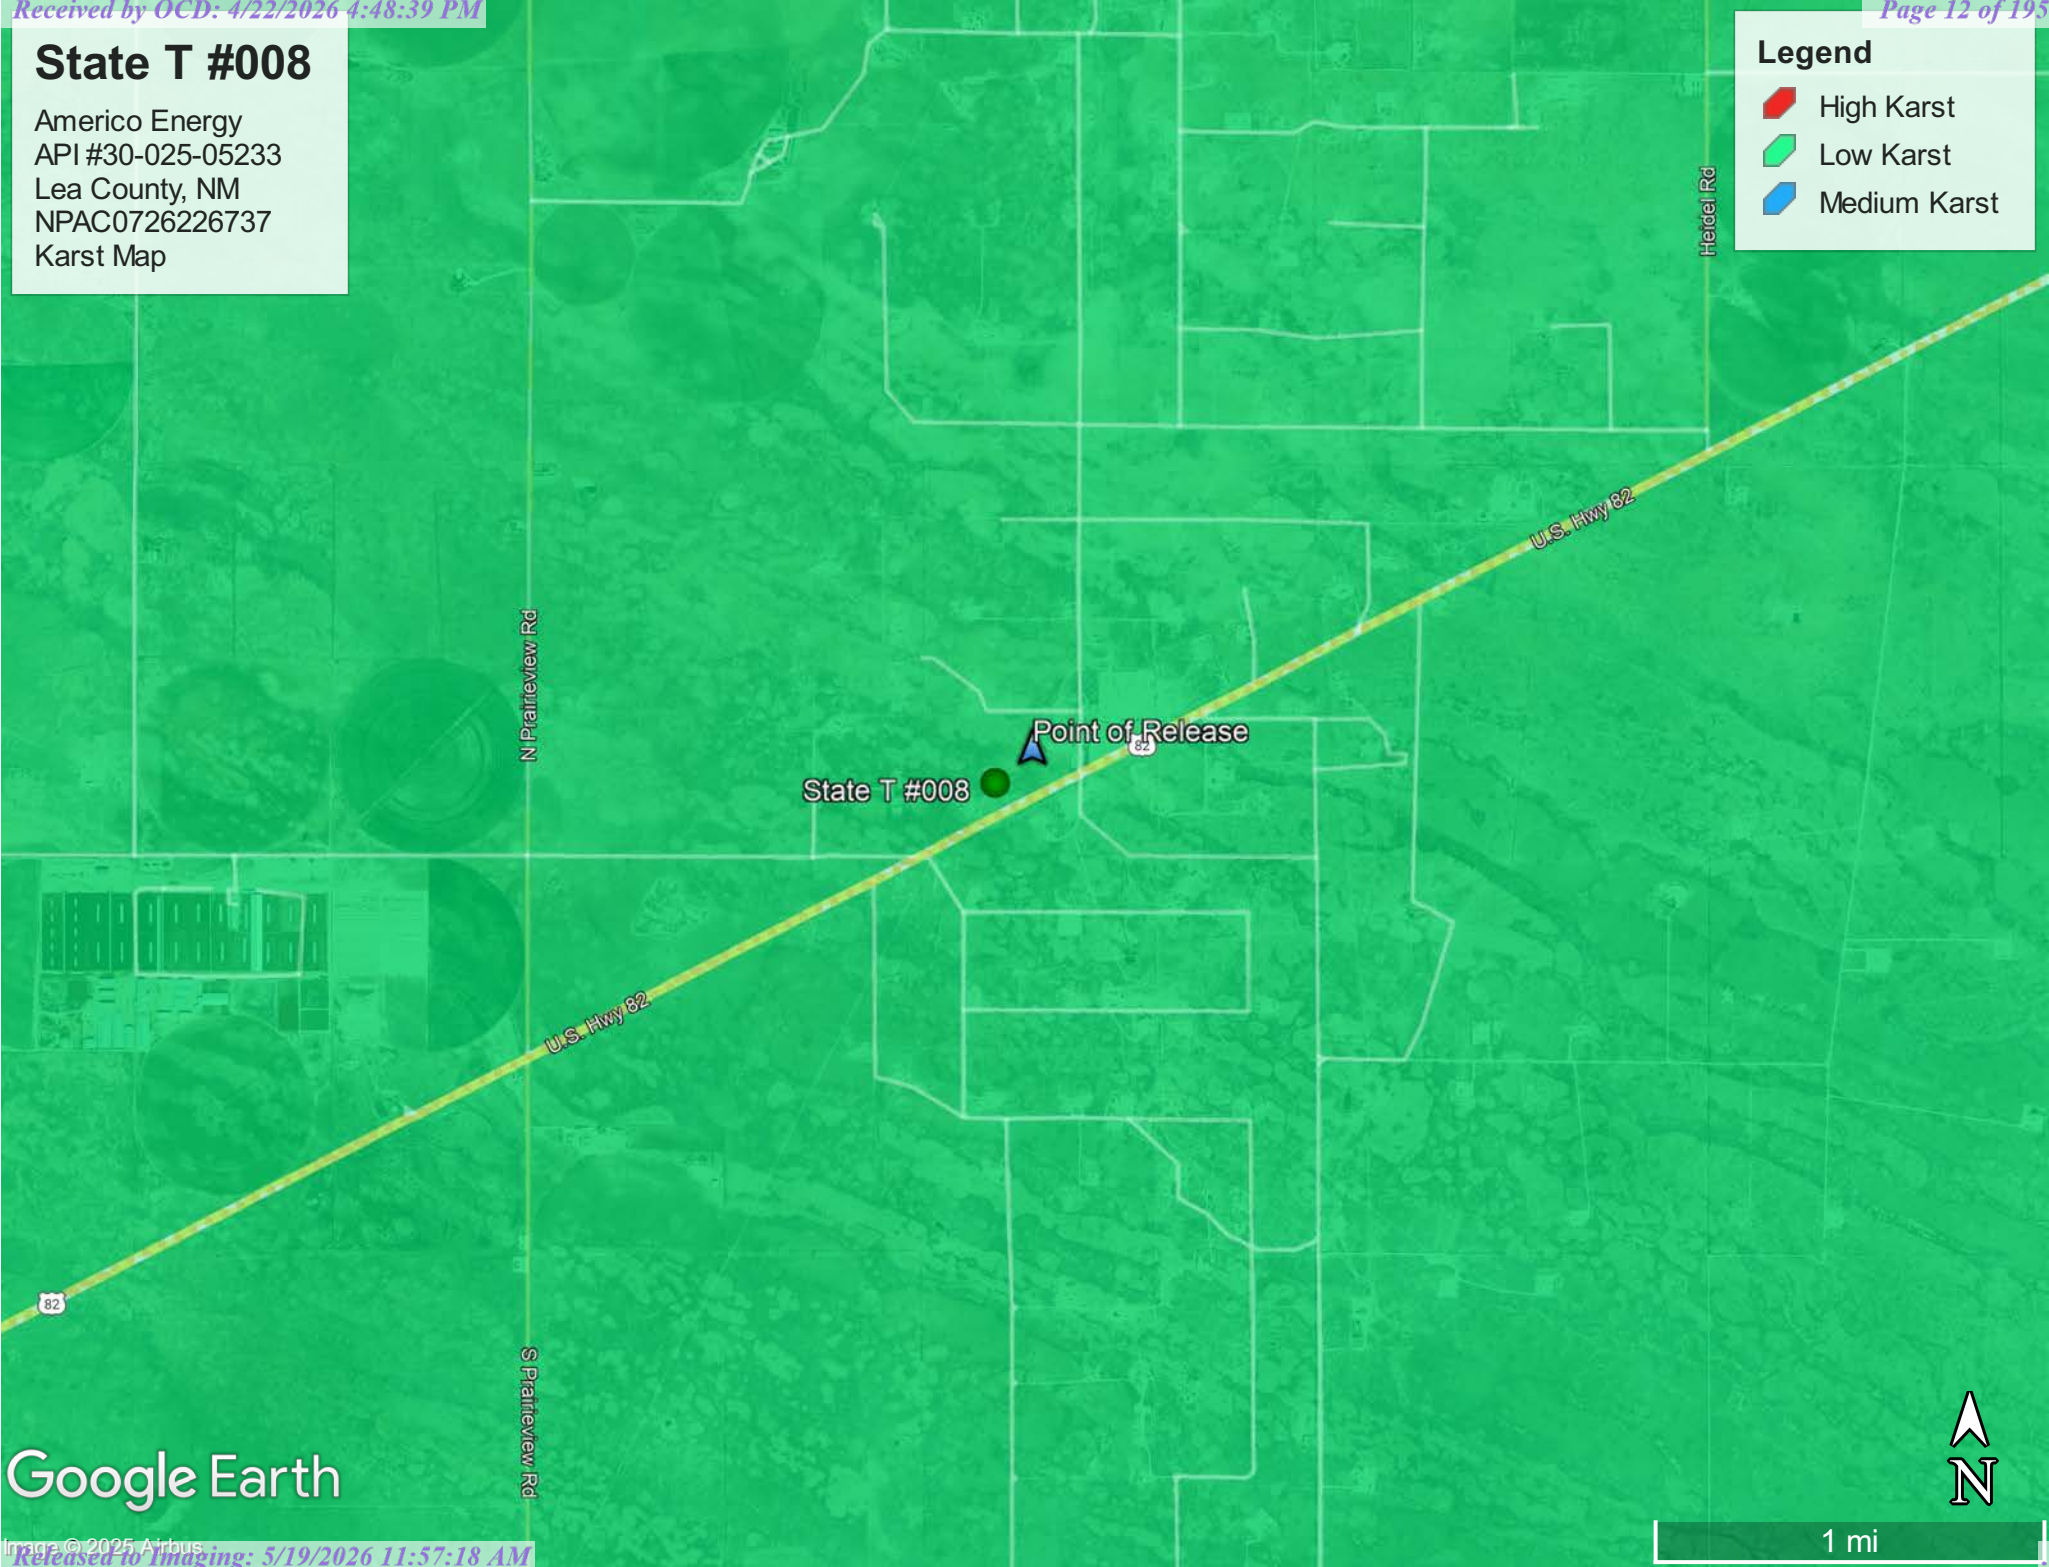 Received by OCD: 4/22/2026 4:48:39 PM
Page 12 of 195
State T #008
Americo Energy
API #30-025-05233
Lea County, NM
NPAC0726226737
Karst Map
Legend
High Karst
Low Karst
Medium Karst
Heidel Rd
U.S. Hwy 82
N Prairieview Rd
Point of Release
82
State T #008
U.S. Hwy 82
82
S Prairieview Rd
Google Earth
N
1 mi
Image © 2025 Airbus
Released to Imaging: 5/19/2026 11:57:18 AM